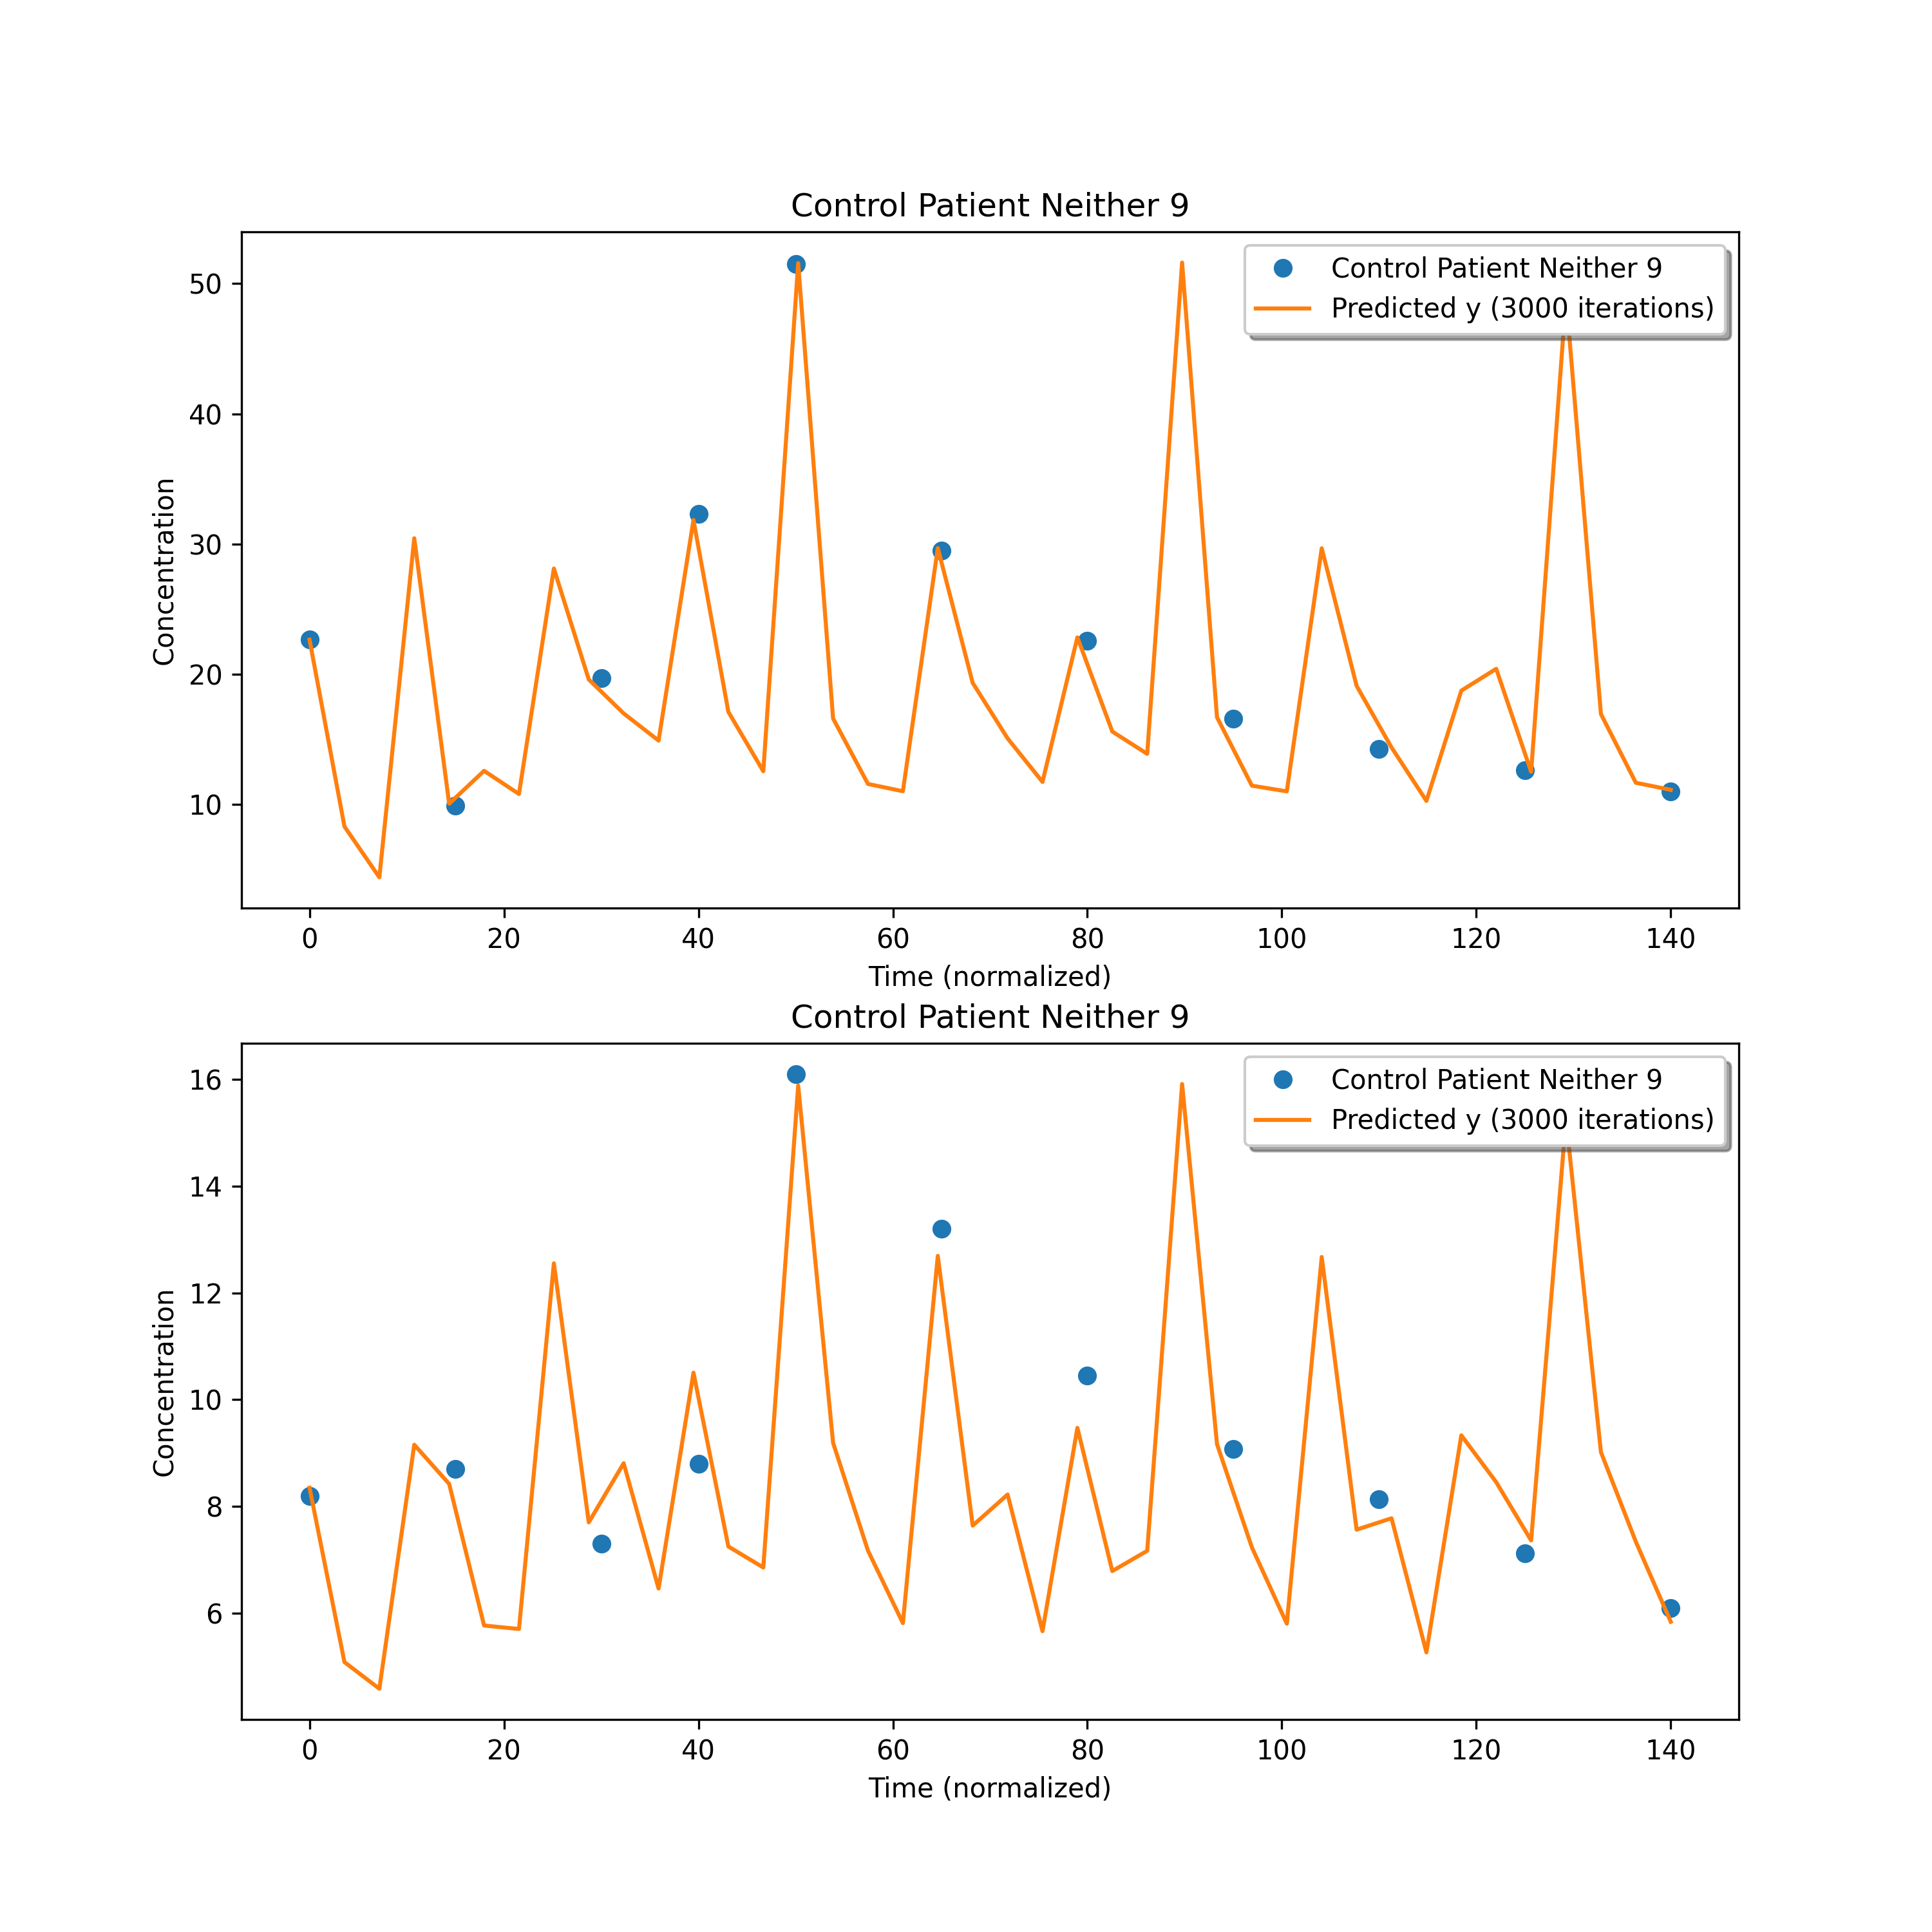 Control Patient Neither 9
Control Patient Neither 9
Predicted y (3000 iterations)
50
40
30
20
10
Concentration
0 20 40 60 80 100 120 140
Time (normalized)
Control Patient Neither 9
Control Patient Neither 9
Predicted y (3000 iterations)
16
14
12
10
8
6
Concentration
0 20 40 60 80 100 120 140
Time (normalized)